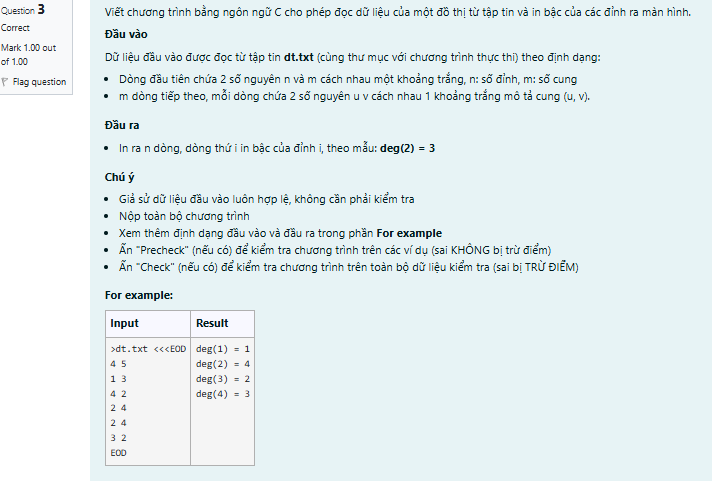 Question 3
Correct
Mark 1.00 out
of 1.00
Flag question
Viết chương trình bằng ngôn ngữ C cho phép đọc dữ liệu của một đồ thị từ tập tin và in bậc của các đỉnh ra màn hình.
Đầu vào
Dữ liệu đầu vào được đọc từ tập tin dt.txt (cùng thư mục với chương trình thực thi) theo định dạng:
• Dòng đầu tiên chứa 2 số nguyên n và m cách nhau một khoảng trắng, n: số đỉnh, m: số cung
• m dòng tiếp theo, mỗi dòng chứa 2 số nguyên u v cách nhau 1 khoảng trắng mô tả cung (u, v).
Đầu ra
• In ra n dòng, dòng thứ i in bậc của đỉnh i, theo mẫu: deg(2) = 3
Chú ý
• Giả sử dữ liệu đầu vào luôn hợp lệ, không cần phải kiểm tra
• Nộp toàn bộ chương trình
• Xem thêm định dạng đầu vào và đầu ra trong phần For example
• Ấn "Precheck" (nếu có) để kiểm tra chương trình trên các ví dụ (sai KHÔNG bị trừ điểm)
• Ấn "Check" (nếu có) để kiểm tra chương trình trên toàn bộ dữ liệu kiểm tra (sai bị TRỪ ĐIỂM)
For example:
Input Result
>dt.txt <<<EOD deg(1) = 1
4 5 deg(2) = 4
1 3 deg(3) = 2
4 2 deg(4) = 3
2 4
2 4
3 2
EOD